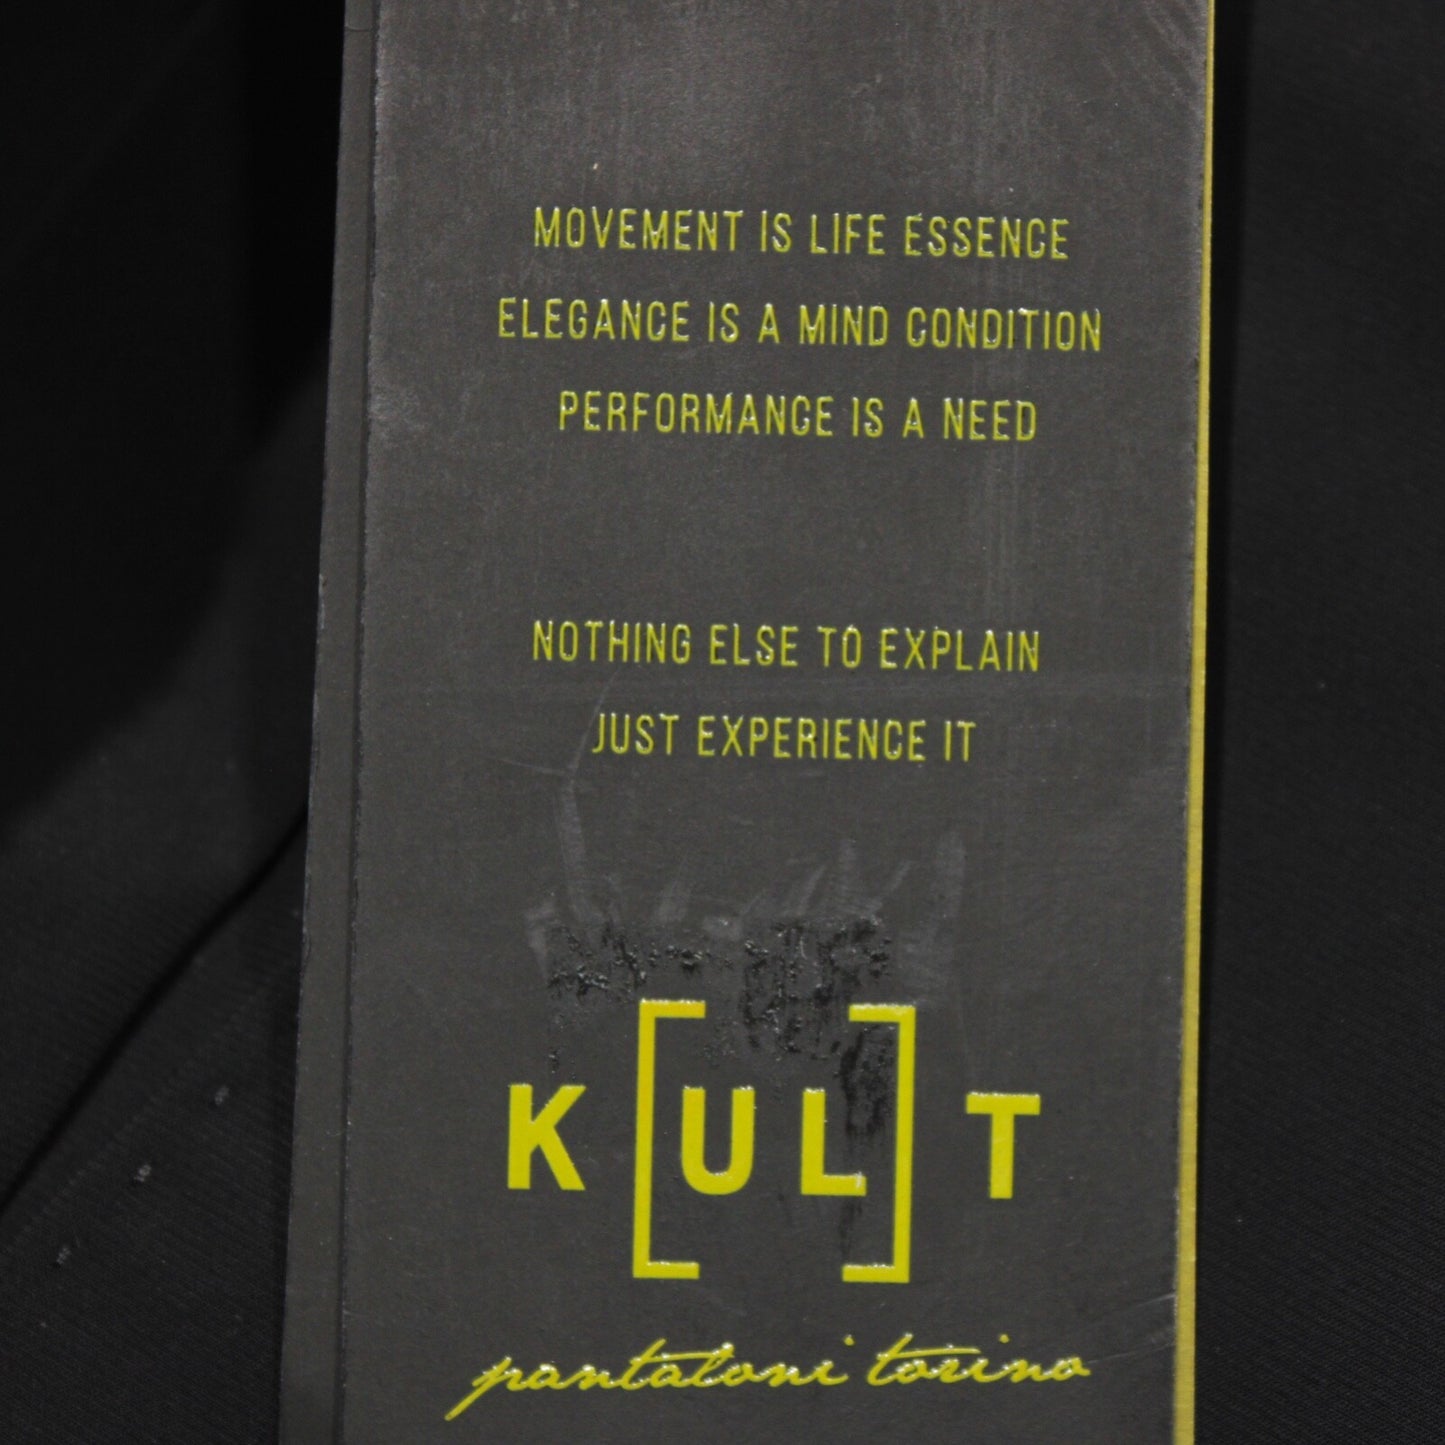 MOVEMENT IS LIFE ESSENCE
ELEGANCE IS A MIND CONDITION
PERFORMANCE IS A NEED
NOTHING ELSE TO EXPLAIN
JUST EXPERIENCE IT
K[UL]T
pantaloni torino